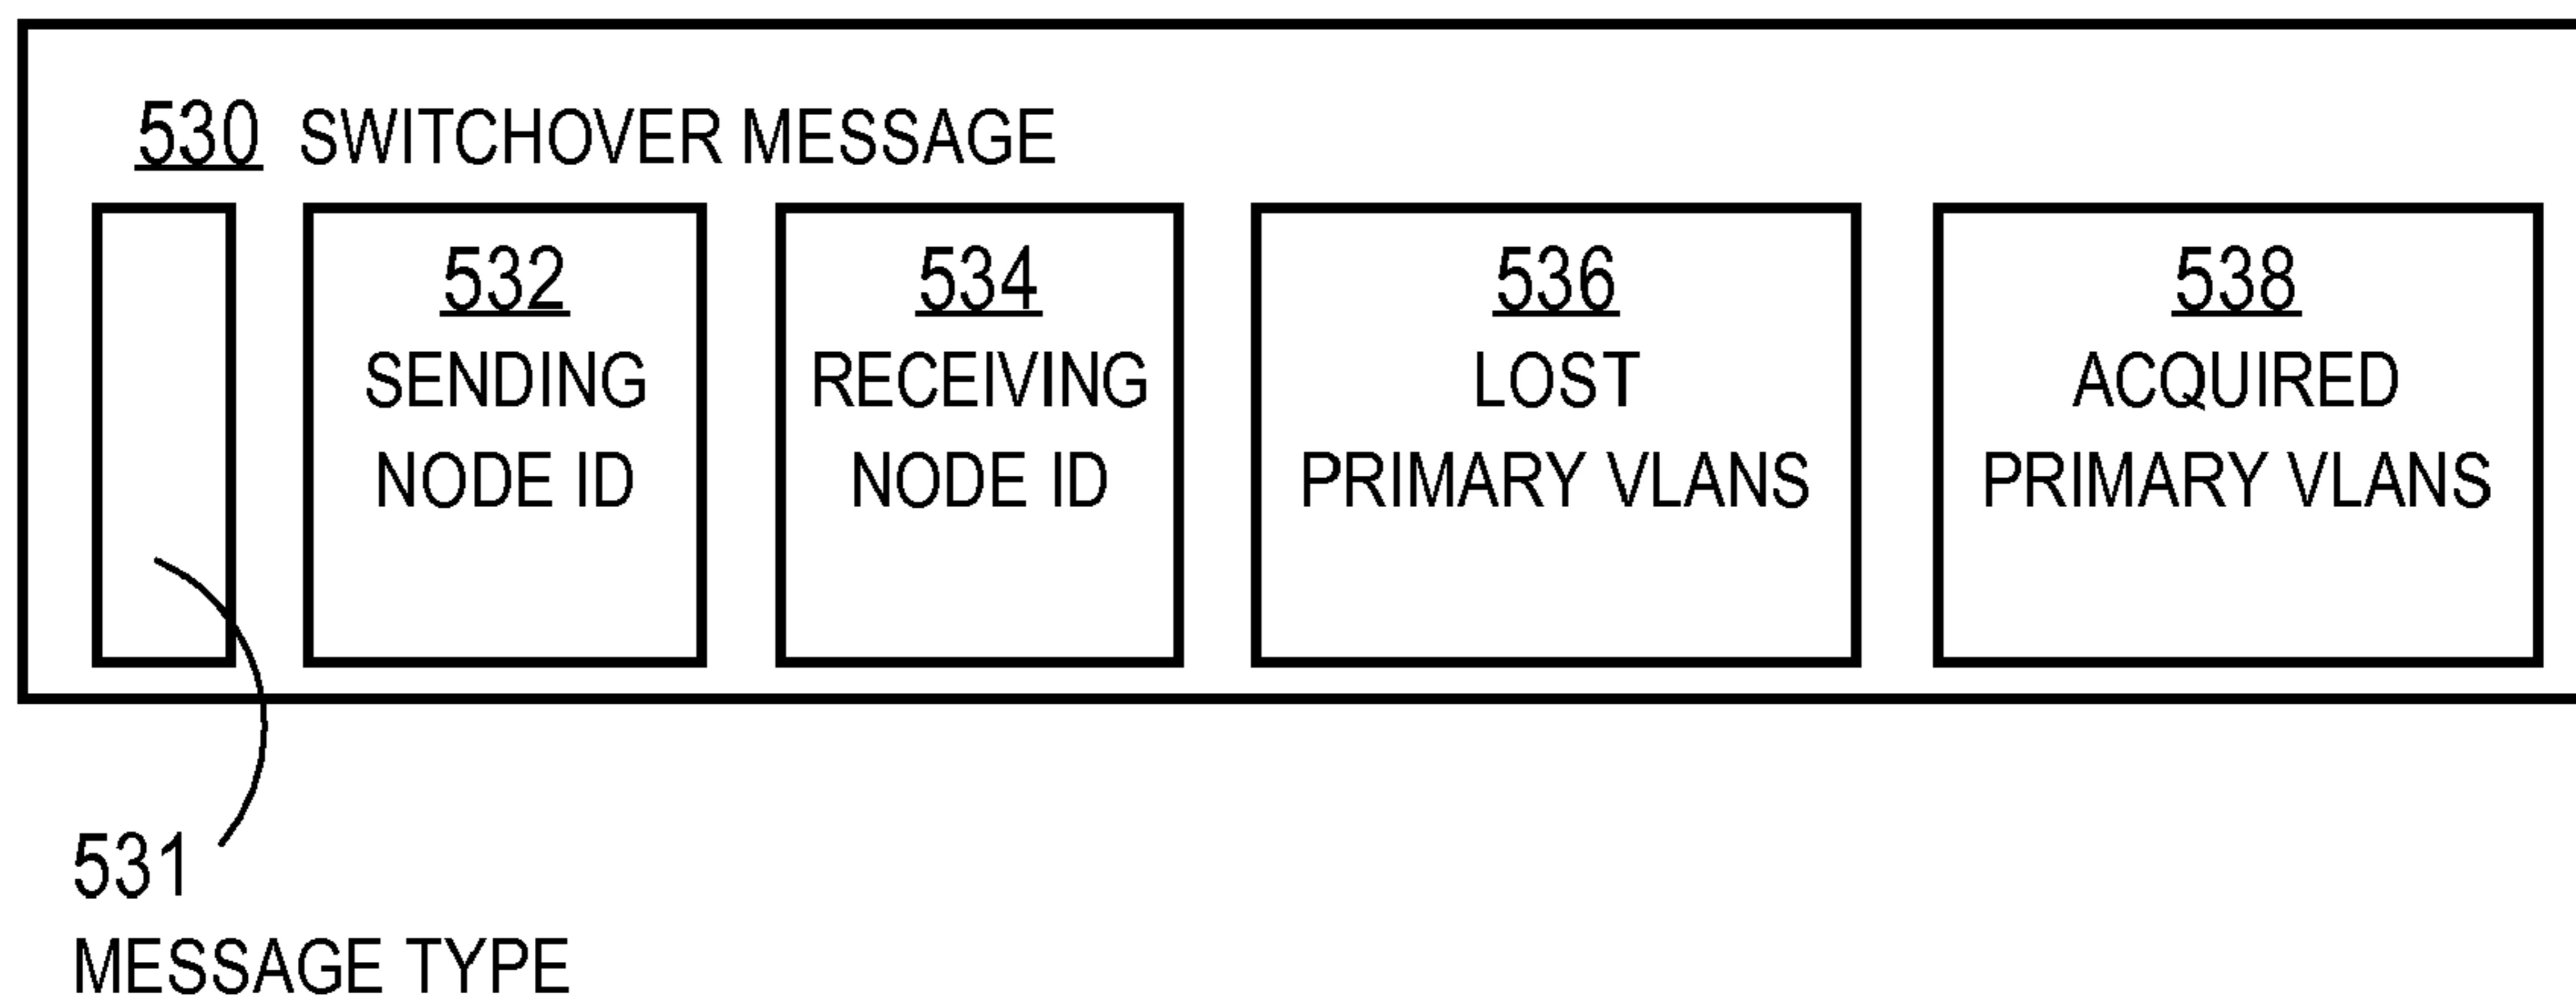 530 SWITCHOVER MESSAGE
532
SENDING
NODE ID
534
RECEIVING
NODE ID
536
LOST
PRIMARY VLANS
538
ACQUIRED
PRIMARY VLANS
531
MESSAGE TYPE